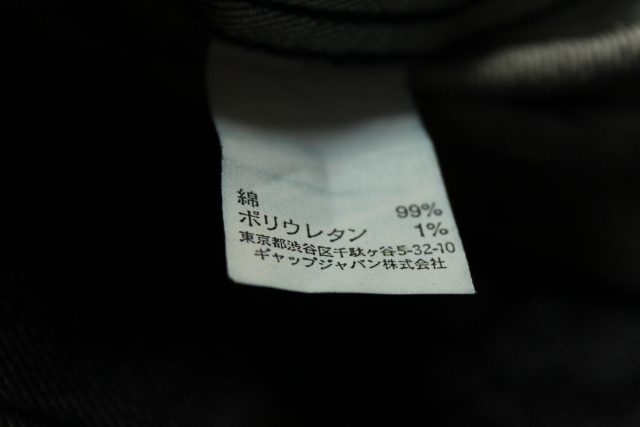 綿 99%
ポリウレタン 1%
東京都渋谷区千駄ヶ谷5-32-10
ギャップジャパン株式会社